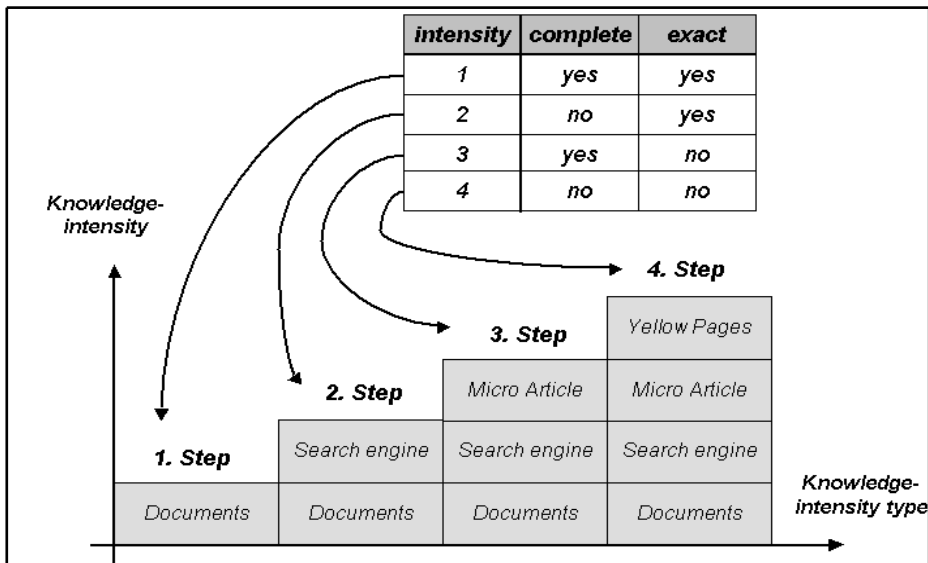 intensity complete exact
1 yes yes
2 no yes
3 yes no
4 no no
Knowledge-
intensity
4. Step
Yellow Pages
3. Step
Micro Article Micro Article
2. Step
Search engine Search engine Search engine
1. Step
Documents Documents Documents Documents
Knowledge-
intensity type